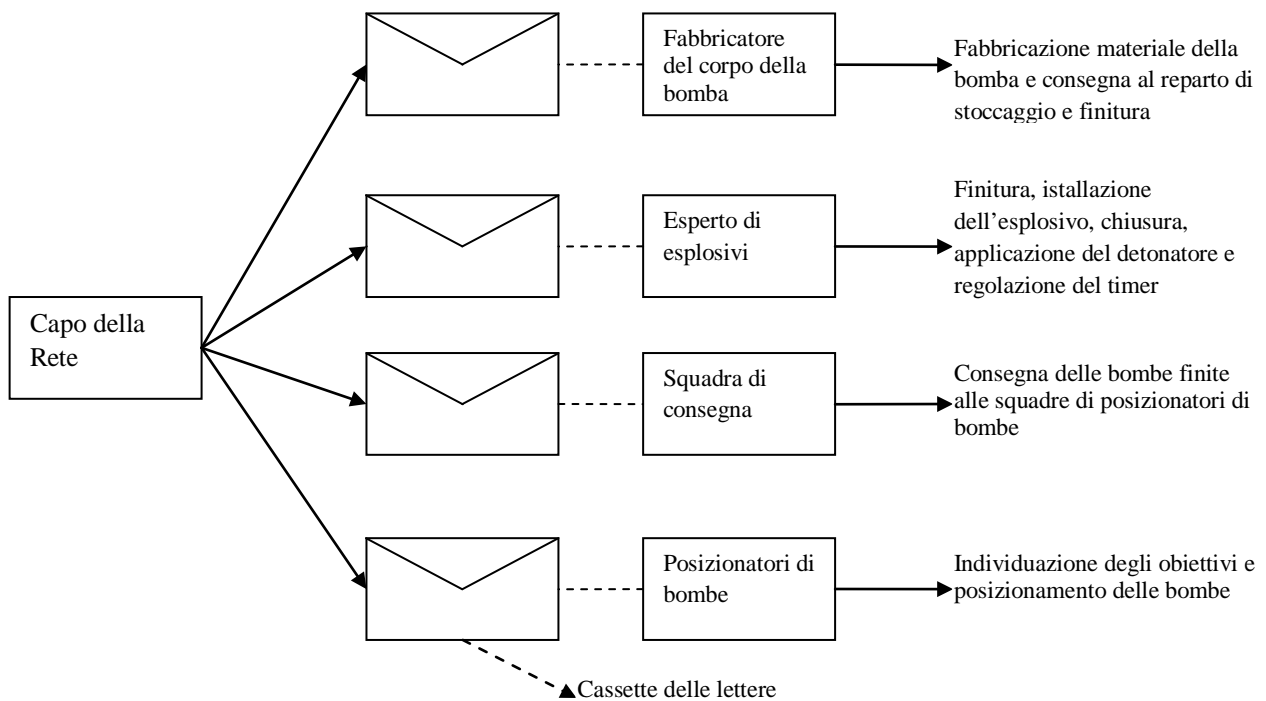 Capo della
Rete
Fabbricatore
del corpo della
bomba
Fabbricazione materiale della
bomba e consegna al reparto di
stoccaggio e finitura
Esperto di
esplosivi
Finitura, istallazione
dell’esplosivo, chiusura,
applicazione del detonatore e
regolazione del timer
Squadra di
consegna
Consegna delle bombe finite
alle squadre di posizionatori di
bombe
Posizionatori di
bombe
Individuazione degli obiettivi e
posizionamento delle bombe
Cassette delle lettere